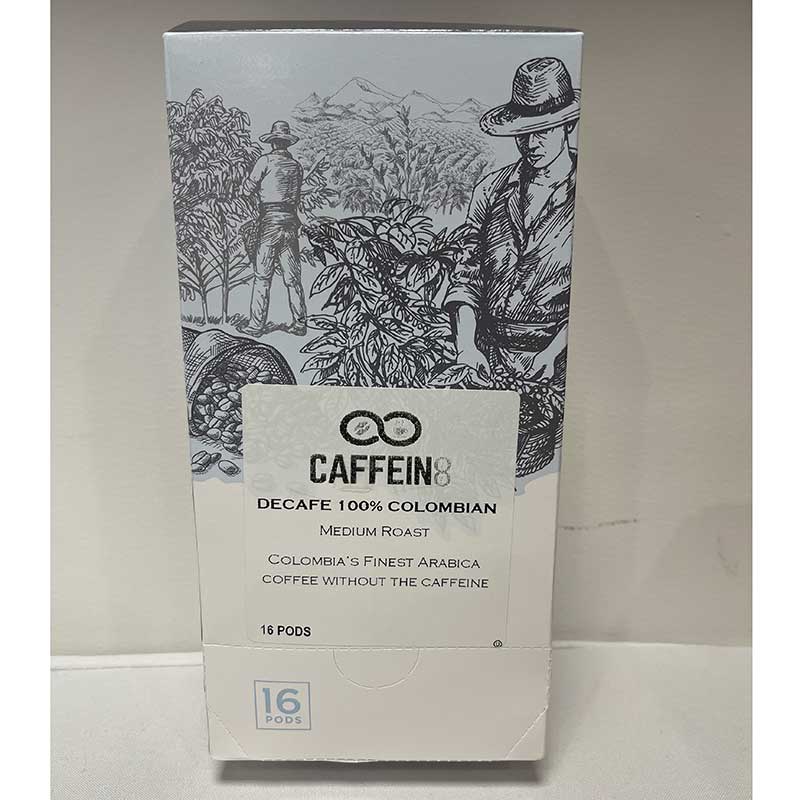 CAFFEIN8
DECAFE 100% COLOMBIAN
MEDIUM ROAST
COLOMBIA'S FINEST ARABICA
COFFEE WITHOUT THE CAFFEINE
16 PODS
16
PODS